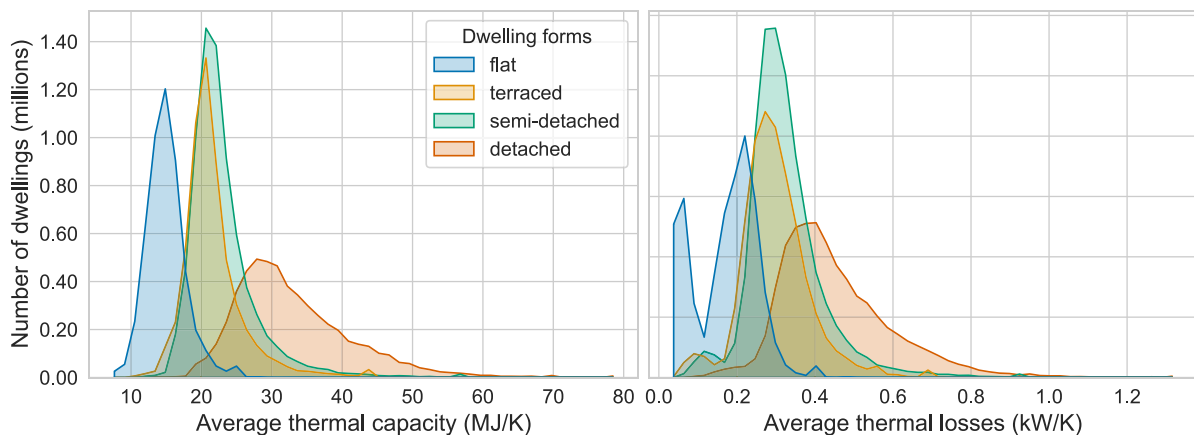 Number of dwellings (millions)
1.40
1.20
1.00
0.80
0.60
0.40
0.20
0.00
Dwelling forms
flat
terraced
semi-detached
detached
10 20 30 40 50 60 70 80
Average thermal capacity (MJ/K)
0.0 0.2 0.4 0.6 0.8 1.0 1.2
Average thermal losses (kW/K)